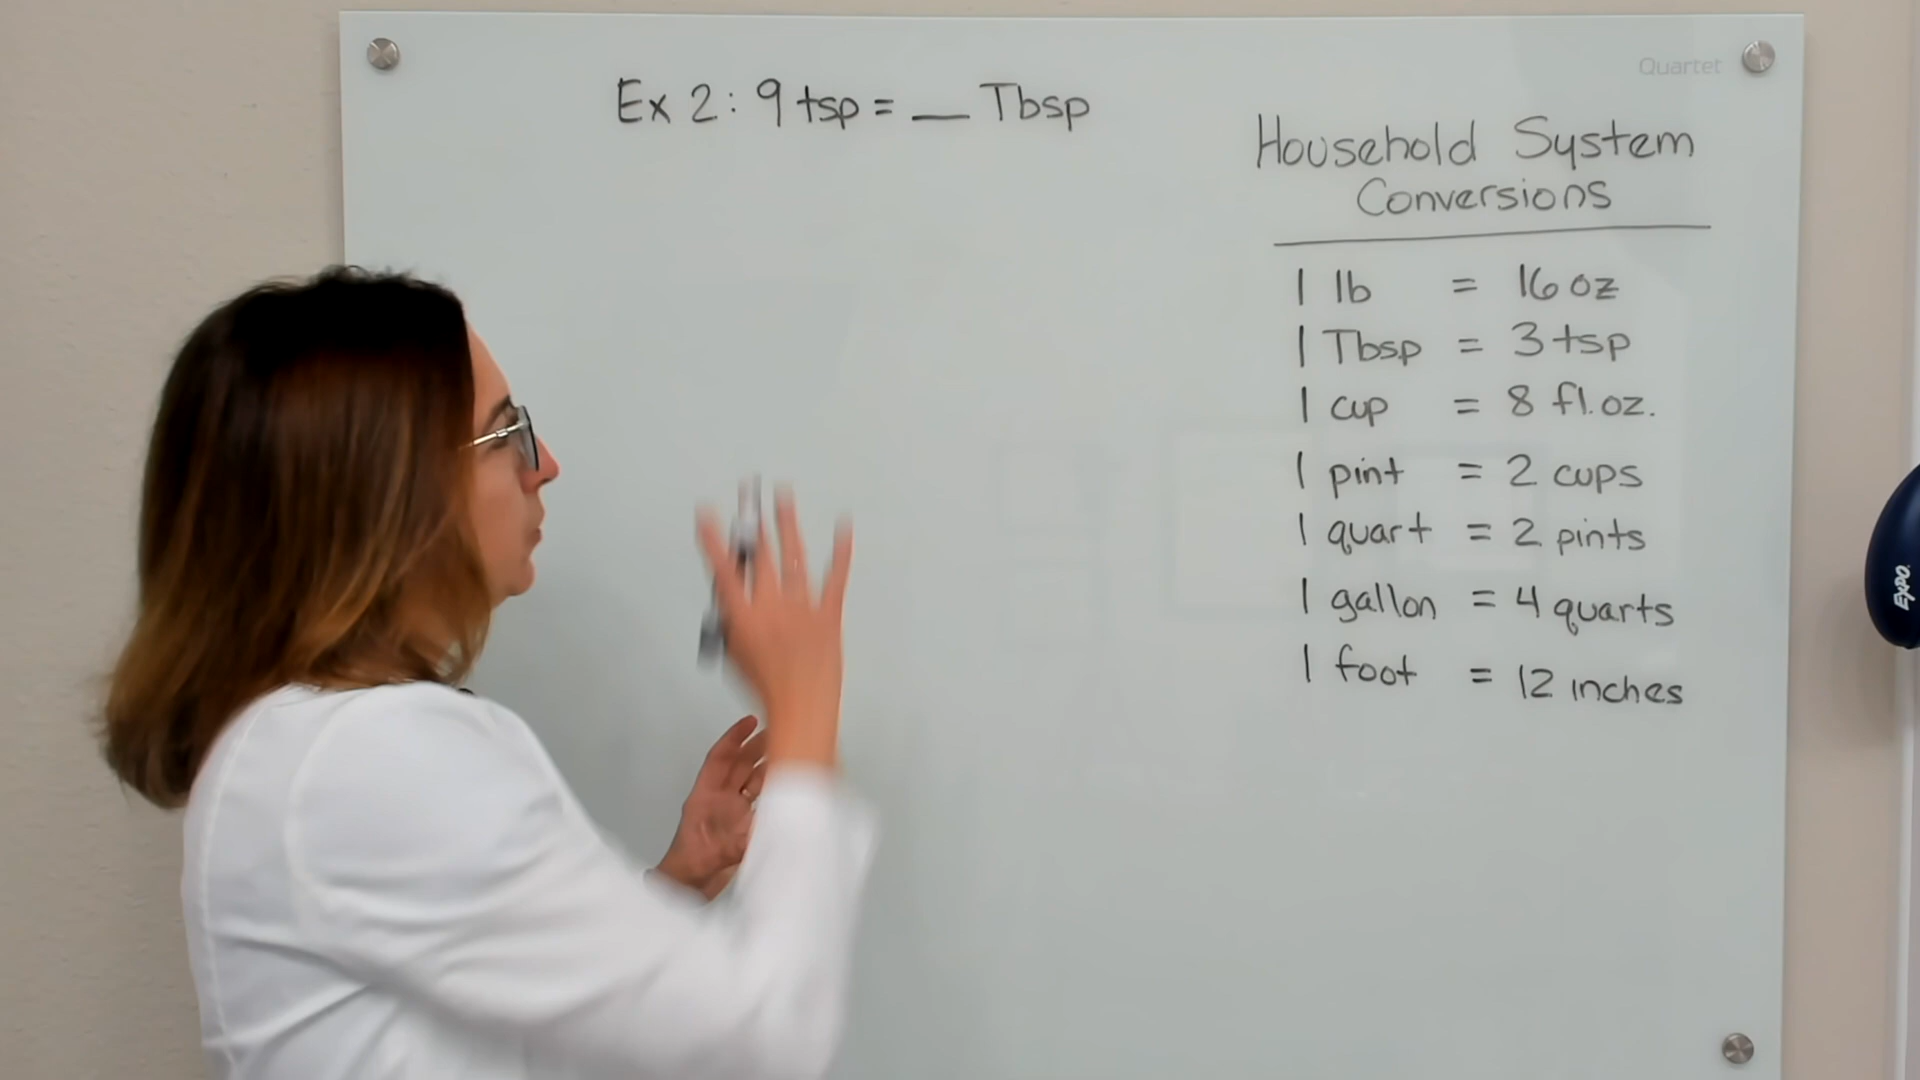 Quartet
Ex 2: 9 tsp = __ Tbsp
Household System
Conversions
1 lb = 16 oz
1 Tbsp = 3 tsp
1 cup = 8 fl. oz.
1 pint = 2 cups
1 quart = 2 pints
1 gallon = 4 quarts
1 foot = 12 inches
EXPO